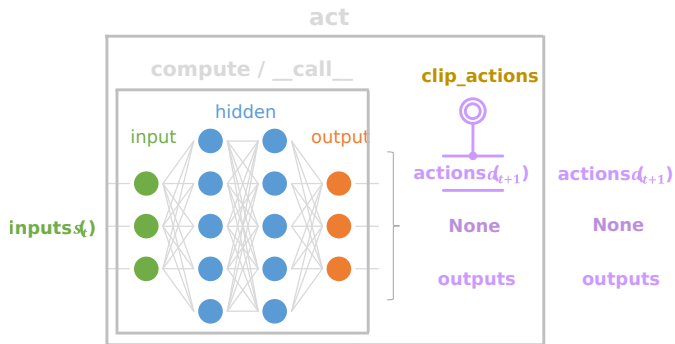 act
compute / __call__
clip_actions
hidden
input
output
actions (a_{t+1})
actions (a_{t+1})
inputs (s_t)
None
None
outputs
outputs